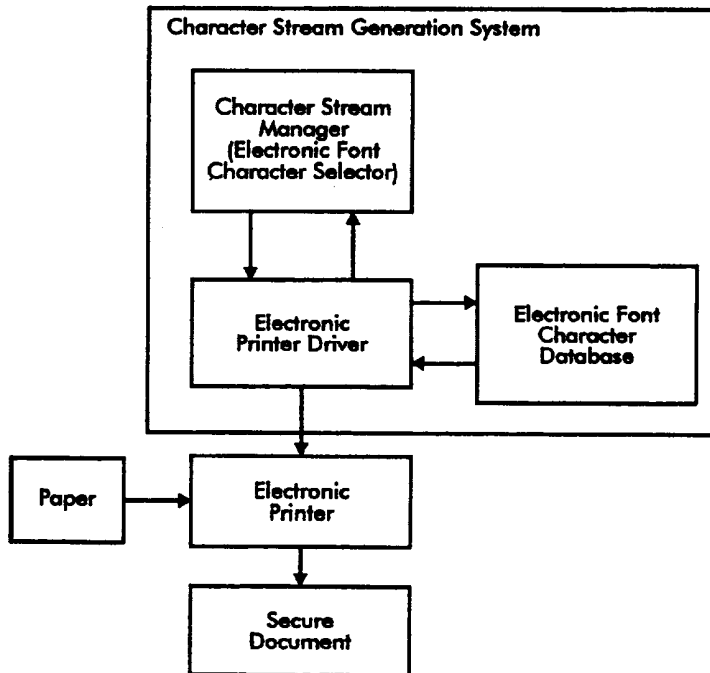 Character Stream Generation System
Character Stream
Manager
(Electronic Font
Character Selector)
Electronic
Printer Driver
Electronic Font
Character
Database
Paper
Electronic
Printer
Secure
Document